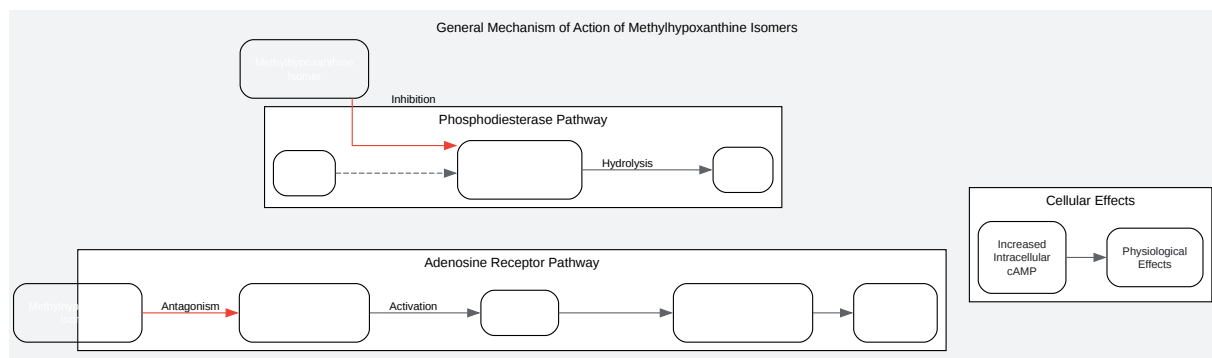 General Mechanism of Action of Methylhypoxanthine Isomers
Methylhypoxanthine
Isomer
Inhibition
Phosphodiesterase Pathway
Hydrolysis
Cellular Effects
Increased
Intracellular
cAMP
Physiological
Effects
Adenosine Receptor Pathway
Antagonism
Activation